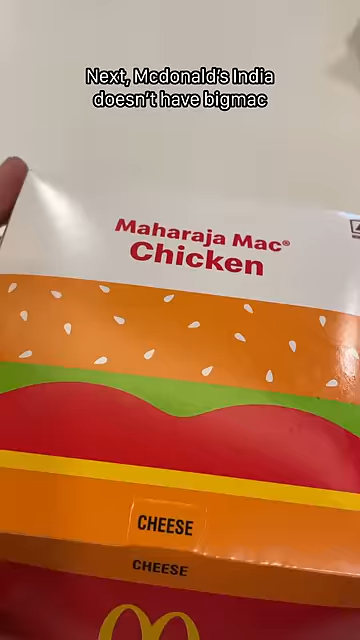 Next, Mcdonald's India
doesn't have bigmac
Maharaja Mac®
Chicken
CHEESE
CHEESE